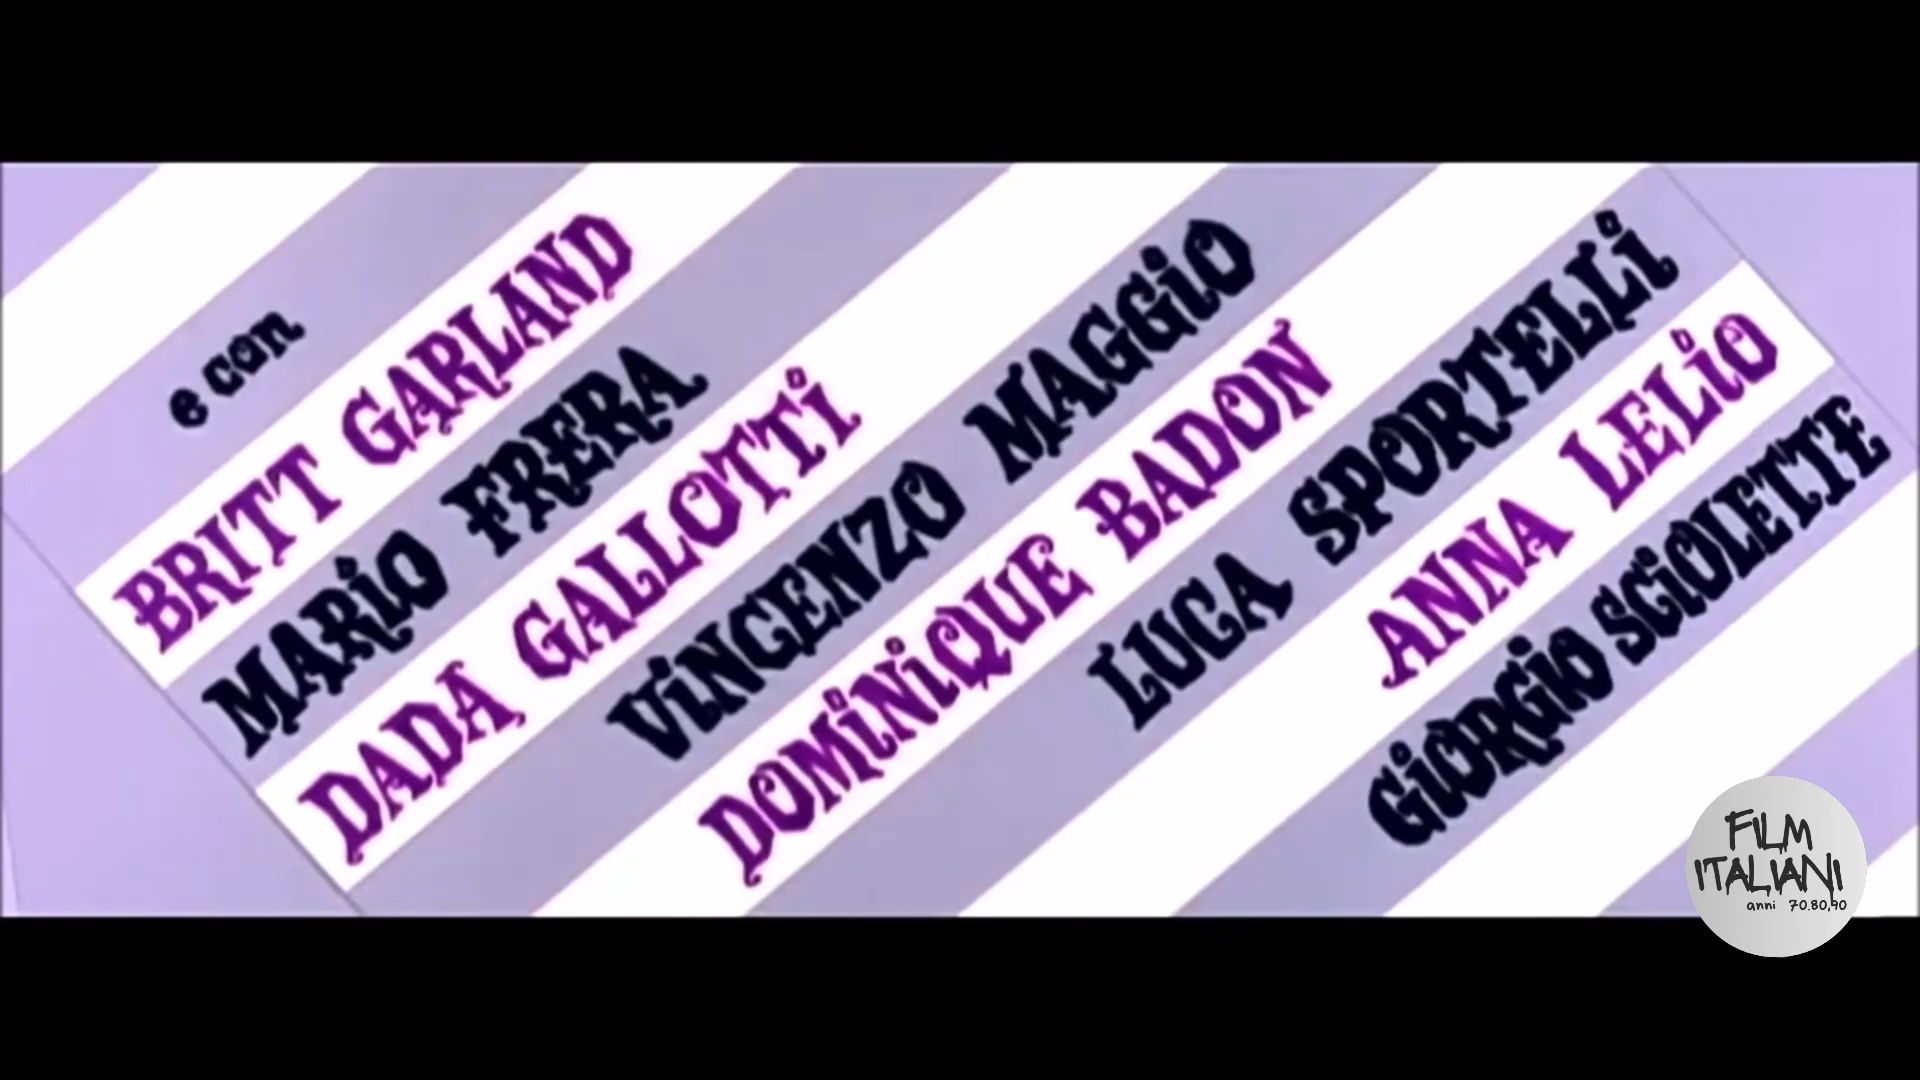 e con
BRITT GARLAND
MARiO FRERA
DADA GALLOTTi
ViNCENZO MAGGiO
DOMiNiQUE BADON
LUCA SPORTELLi
ANNA LELiO
GiORGiO SCiOLETTE
FILM
ITALIANI
anni 70.80,90